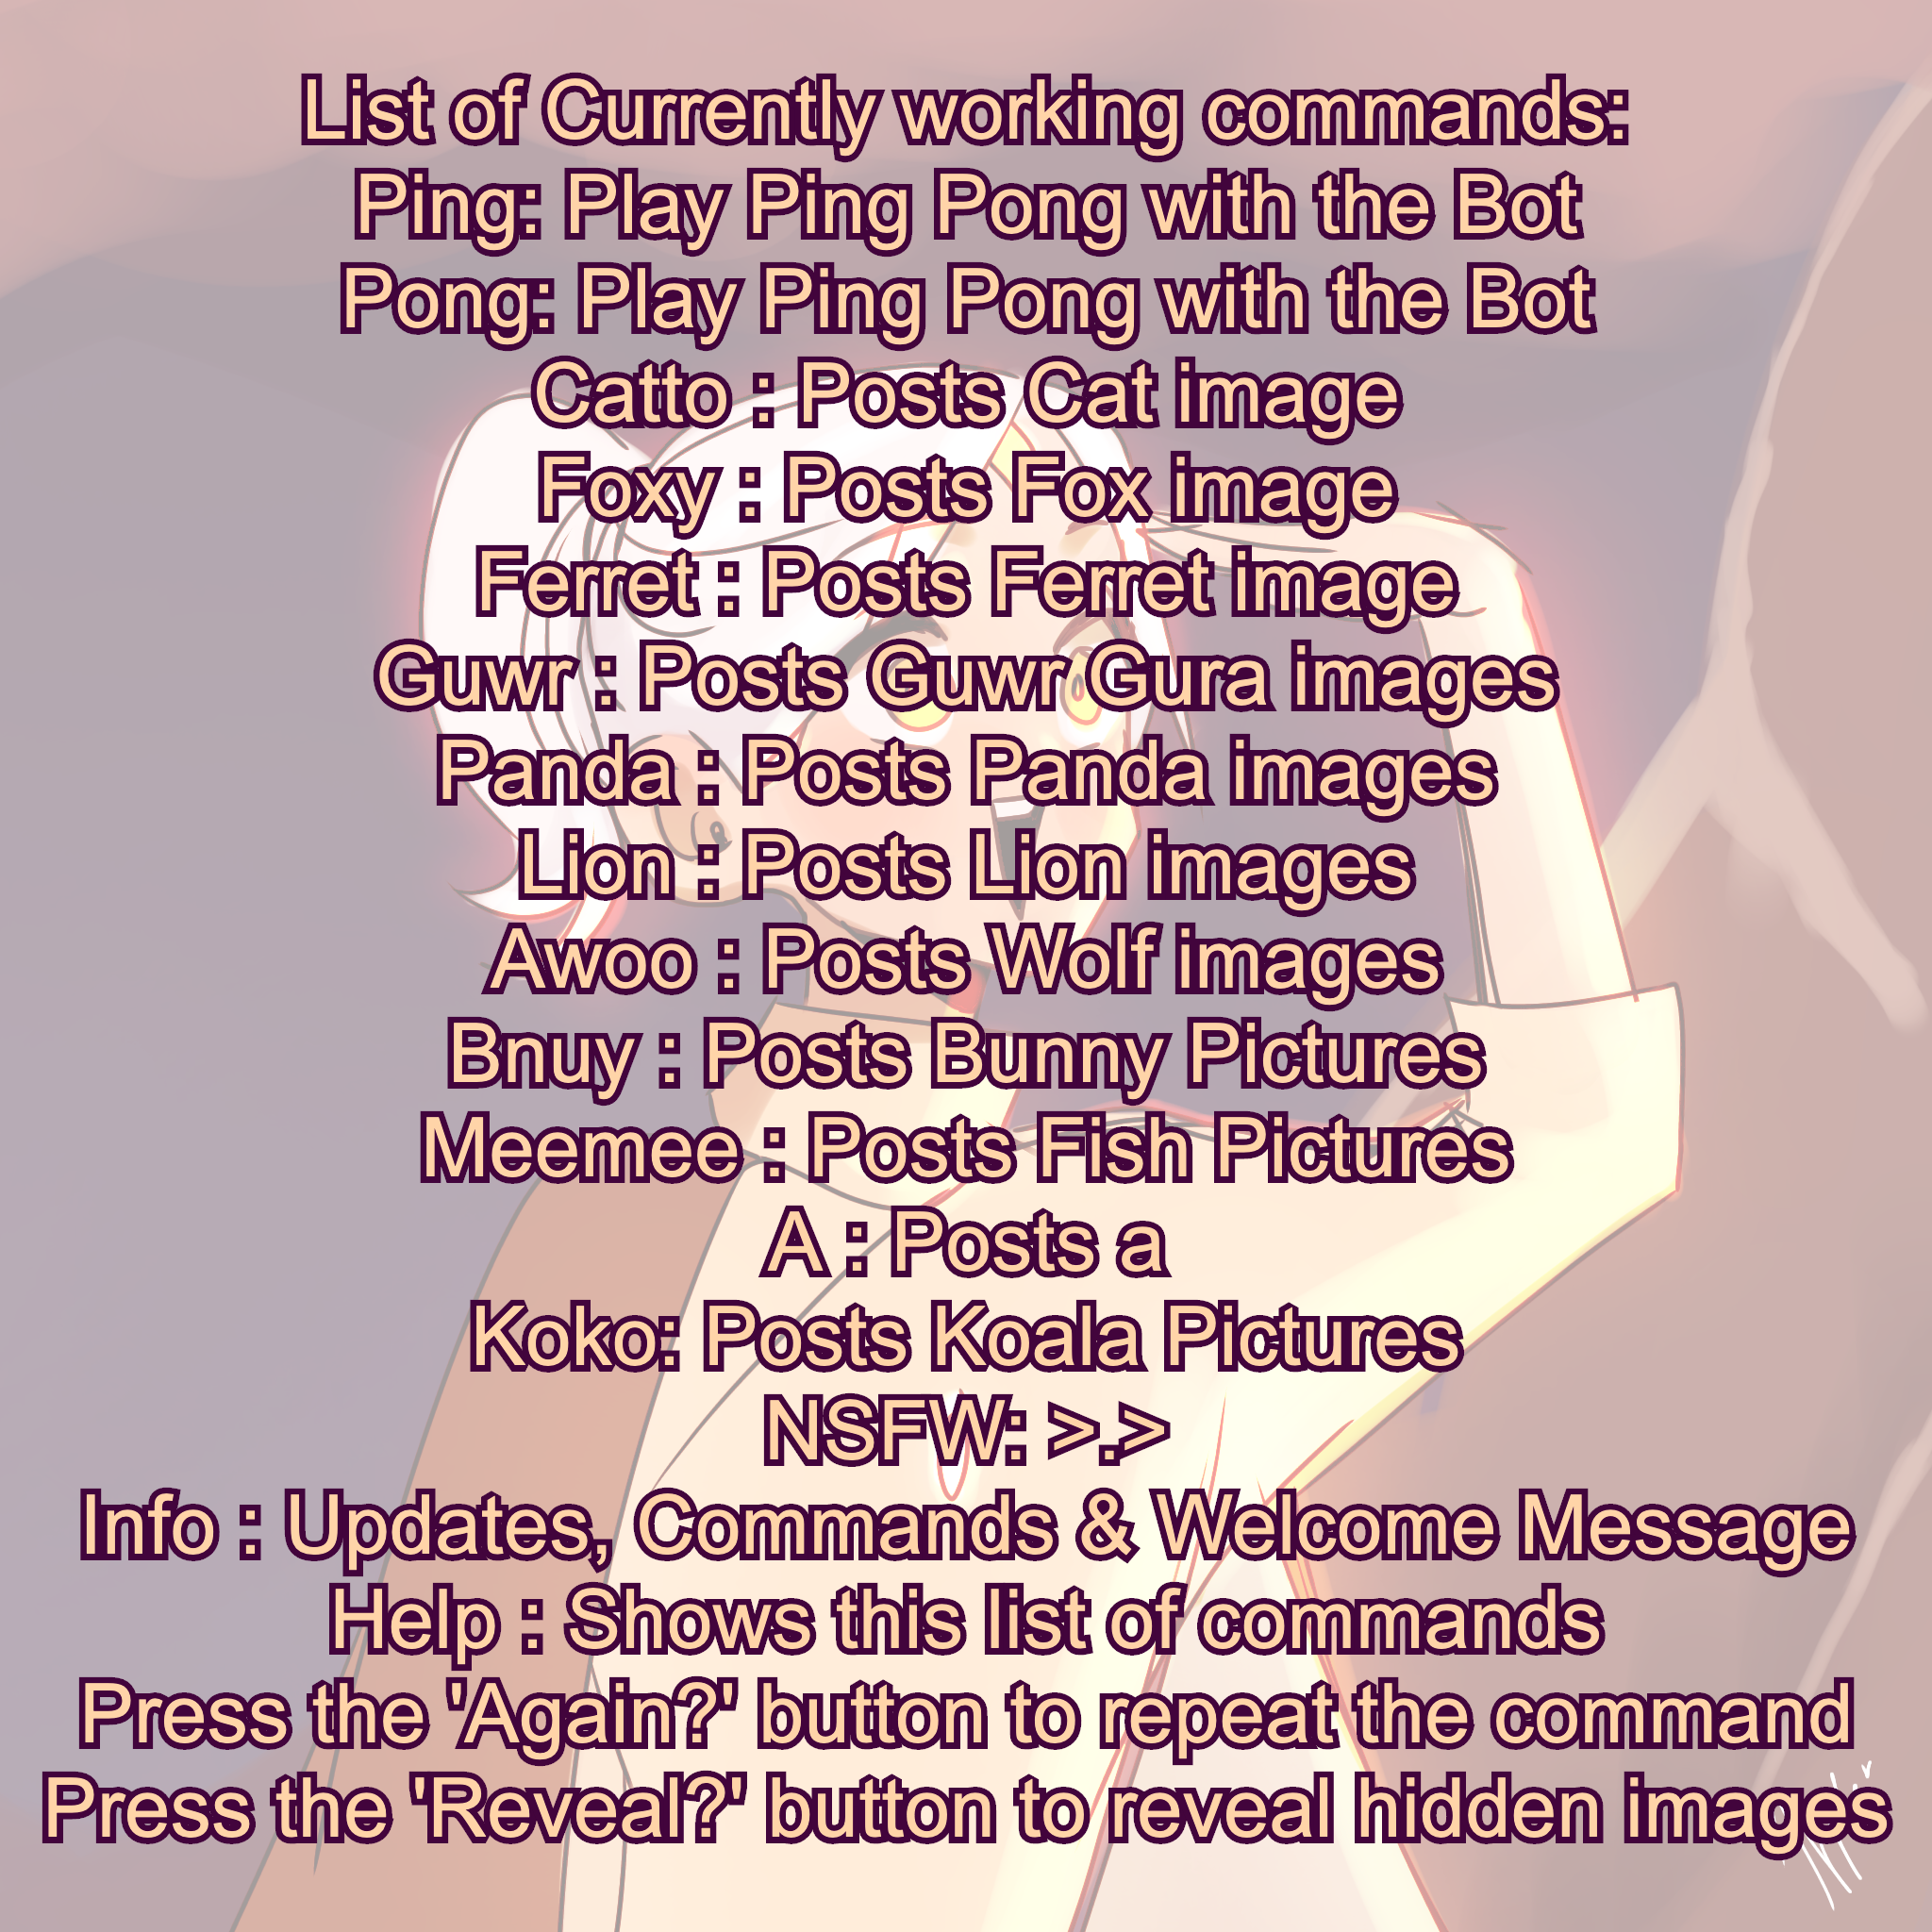 List of Currently working commands:
Ping: Play Ping Pong with the Bot
Pong: Play Ping Pong with the Bot
Catto : Posts Cat image
Foxy : Posts Fox image
Ferret : Posts Ferret image
Guwr : Posts Guwr Gura images
Panda : Posts Panda images
Lion : Posts Lion images
Awoo : Posts Wolf images
Bnuy : Posts Bunny Pictures
Meemee : Posts Fish Pictures
A : Posts a
Koko: Posts Koala Pictures
NSFW: >.>
Info : Updates, Commands & Welcome Message
Help : Shows this list of commands
Press the 'Again?' button to repeat the command
Press the 'Reveal?' button to reveal hidden images